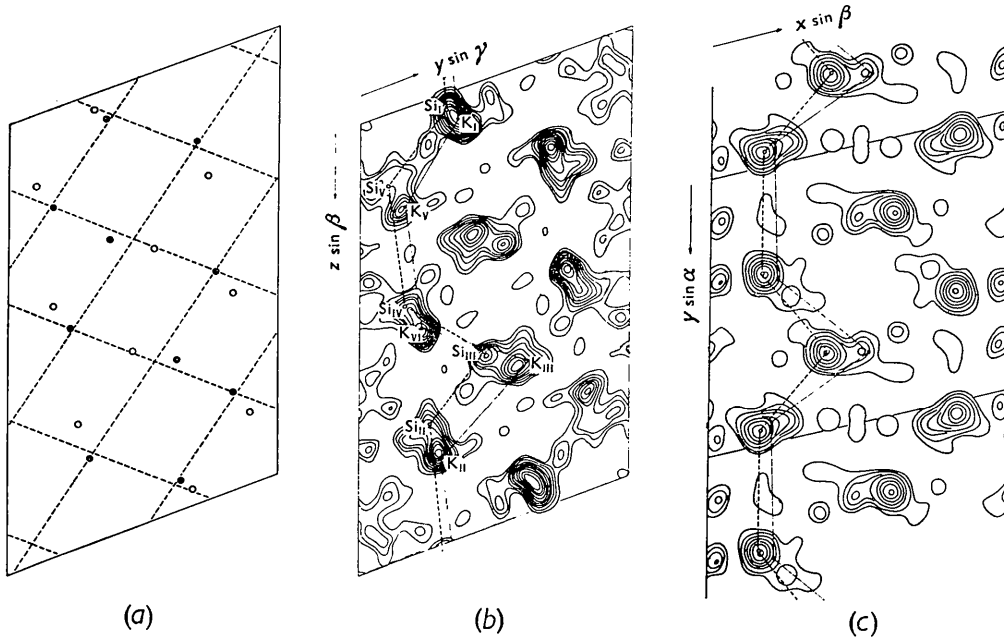 y sin γ
z sin β
Si_I
K_I
Si_V
K_V
Si_IV
K_VI
Si_III
K_III
Si_II
K_II
x sin β
y sin α
(a)
(b)
(c)